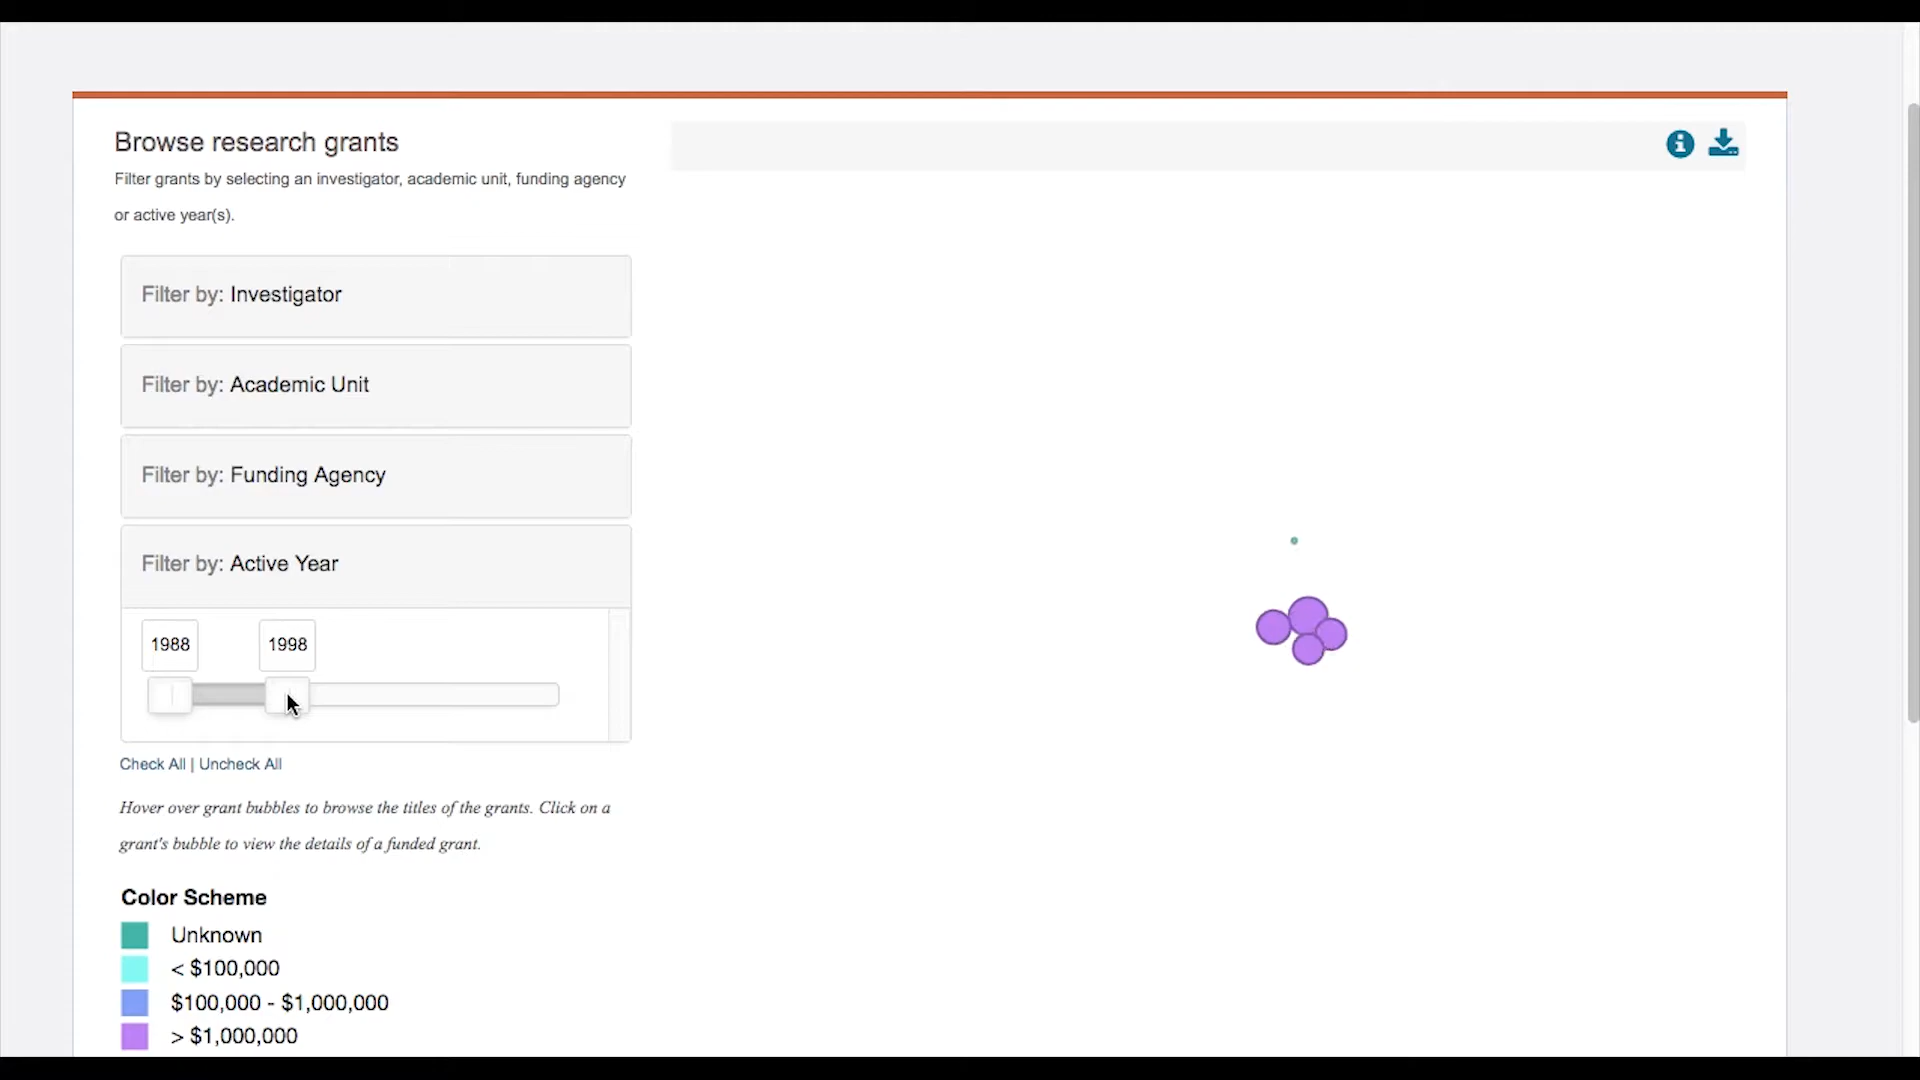 Browse research grants
Filter grants by selecting an investigator, academic unit, funding agency
or active year(s).
Filter by: Investigator
Filter by: Academic Unit
Filter by: Funding Agency
Filter by: Active Year
1988 1998
Check All | Uncheck All
Hover over grant bubbles to browse the titles of the grants. Click on a
grant's bubble to view the details of a funded grant.
Color Scheme
Unknown
< $100,000
$100,000 - $1,000,000
> $1,000,000